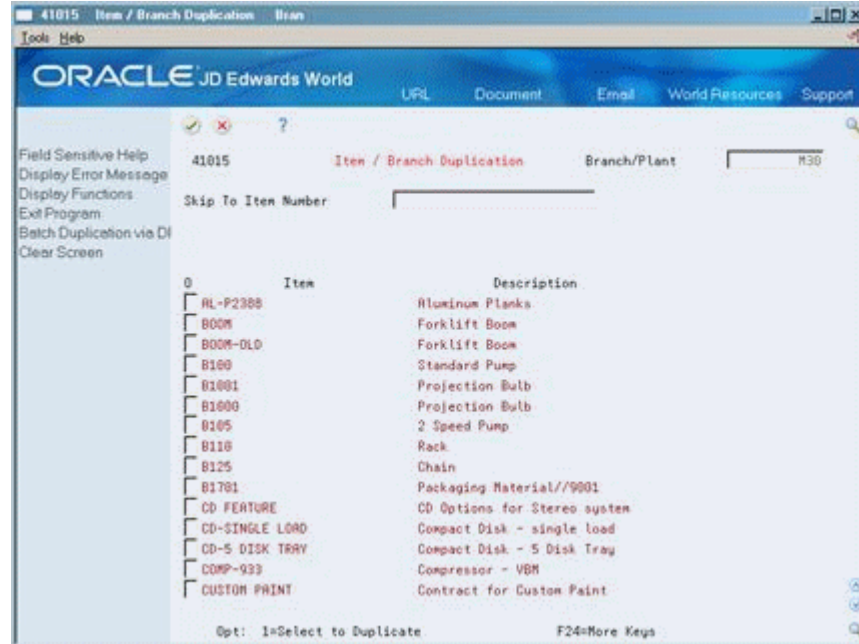 41015 Item / Branch Duplication Bran
Tools Help
ORACLE JD Edwards World
URL Document Email World Resources Support
?
Field Sensitive Help
Display Error Message
Display Functions
Exit Program
Batch Duplication via
Clear Screen
41015 Item / Branch Duplication Branch/Plant M30
Skip To Item Number
O Item Description
AL-P2388 Aluminum Planks
BOOM Forklift Boom
BOOM-OLD Forklift Boom
B100 Standard Pump
B1001 Projection Bulb
B1000 Projection Bulb
B105 2 Speed Pump
B110 Rack
B125 Chain
B1701 Packaging Material//9001
CD FEATURE CD Options for Stereo system
CD-SINGLE LOAD Compact Disk - single load
CD-5 DISK TRAY Compact Disk - 5 Disk Tray
COMP-933 Compressor - VBM
CUSTOM PAINT Contract for Custom Paint
Opt: 1=Select to Duplicate F24=More Keys